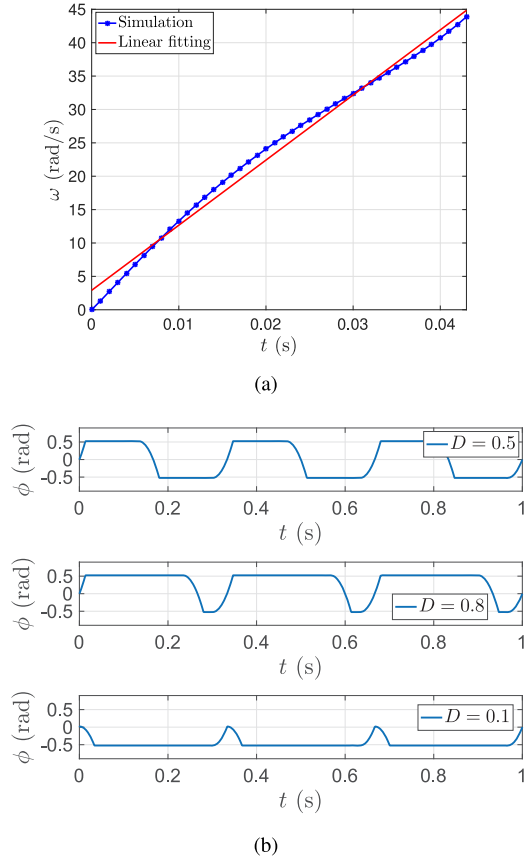 45
40
35
30
25
20
15
10
5
0
ω (rad/s)
Simulation
Linear fitting
0 0.01 0.02 0.03 0.04
t (s)
(a)
ϕ (rad)
0.5
0
-0.5
D = 0.5
0 0.2 0.4 0.6 0.8 1
t (s)
ϕ (rad)
0.5
0
-0.5
D = 0.8
0 0.2 0.4 0.6 0.8 1
t (s)
ϕ (rad)
0.5
0
-0.5
D = 0.1
0 0.2 0.4 0.6 0.8 1
t (s)
(b)